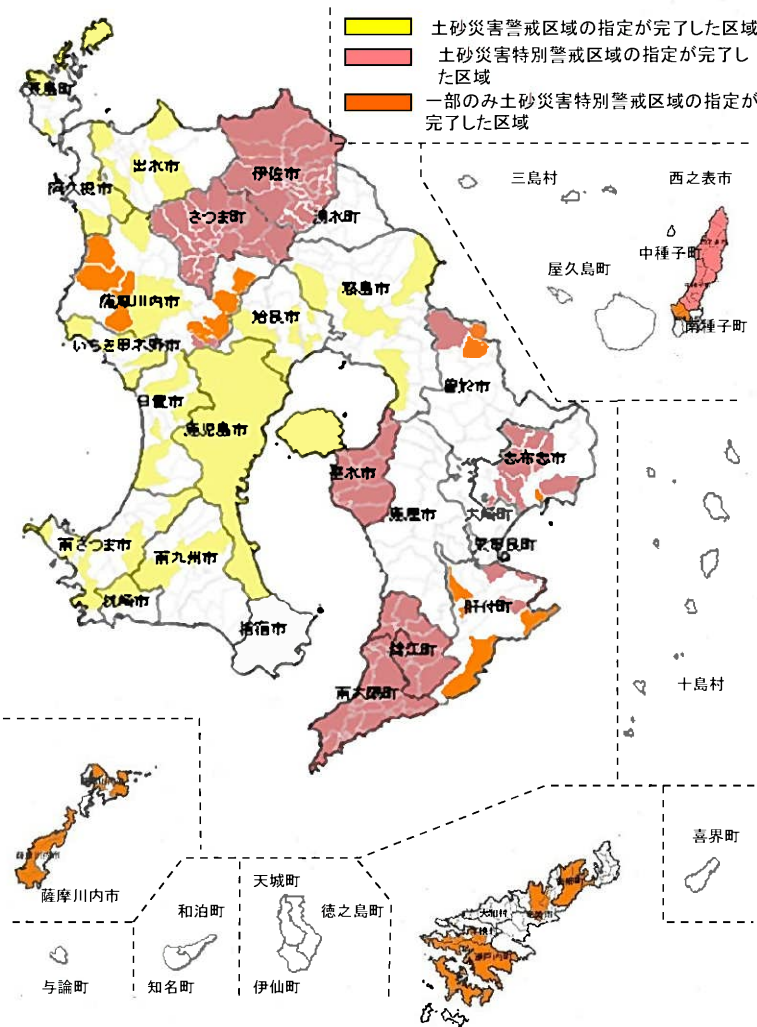 土砂災害警戒区域の指定が完了した区域
土砂災害特別警戒区域の指定が完了し
た区域
一部のみ土砂災害特別警戒区域の指定が
完了した区域
長島町
出水市
伊佐市
阿久根市
さつま町
湧水町
三島村
西之表市
中種子町
屋久島町
南種子町
薩摩川内市
姶良市
霧島市
いちき串木野市
日置市
鹿児島市
曽於市
垂水市
志布志市
鹿屋市
大崎町
東串良町
南さつま市
南九州市
枕崎市
指宿市
肝付町
錦江町
南大隅町
十島村
薩摩川内市
喜界町
天城町
和泊町
徳之島町
与論町
知名町
伊仙町
大和村
宇検村
瀬戸内町